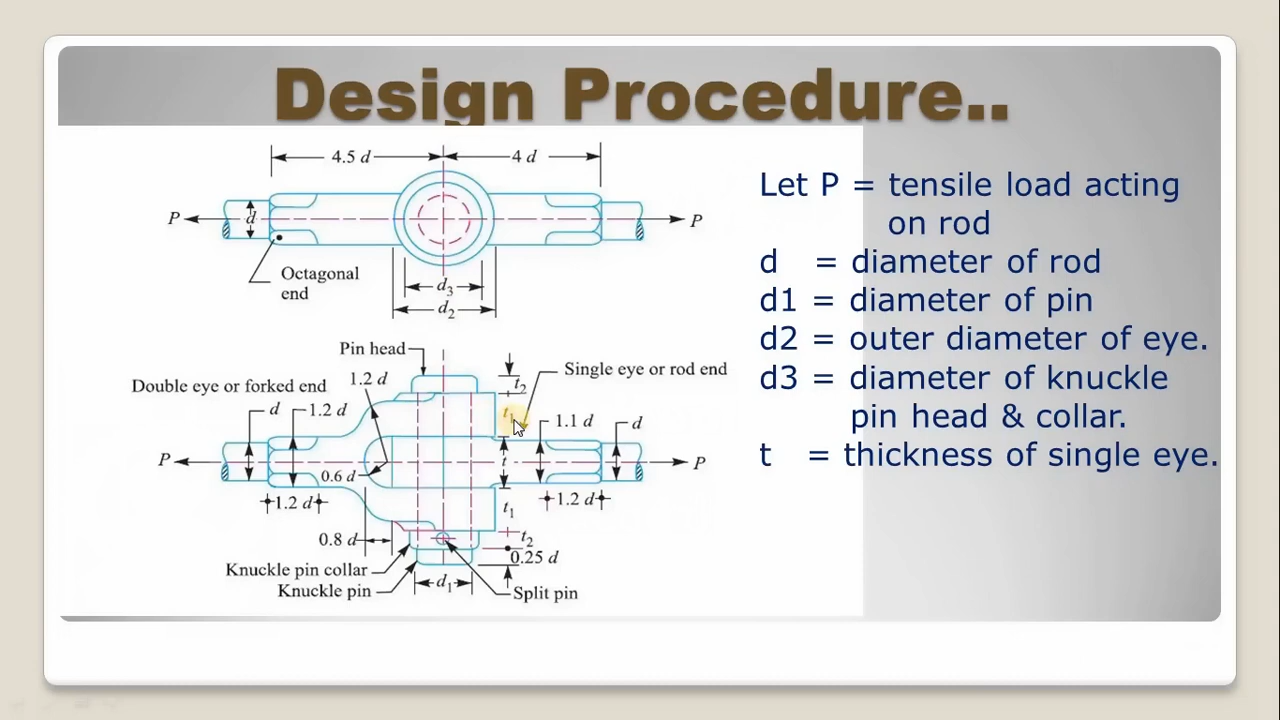 Design Procedure..
4.5 d
4 d
P
d
P
Octagonal
end
d3
d2
Let P = tensile load acting
on rod
d = diameter of rod
d1 = diameter of pin
d2 = outer diameter of eye.
d3 = diameter of knuckle
pin head & collar.
t = thickness of single eye.
Pin head
Single eye or rod end
Double eye or forked end
1.2 d
t2
d
1.2 d
t1
1.1 d
d
P
t
P
0.6 d
1.2 d
1.2 d
t1
0.8 d
t2
0.25 d
Knuckle pin collar
Knuckle pin
d1
Split pin